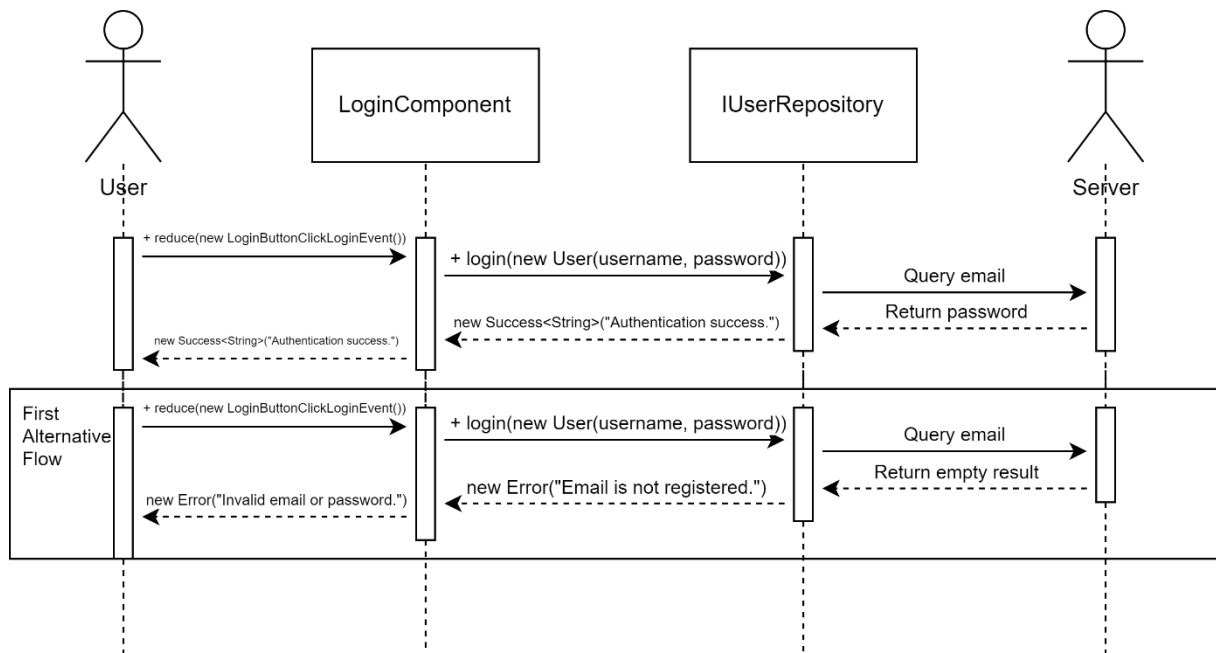 LoginComponent
IUserRepository
User
Server
+ reduce(new LoginButtonClickLoginEvent())
+ login(new User(username, password))
Query email
Return password
new Success<String>("Authentication success.")
new Success<String>("Authentication success.")
First
Alternative
Flow
+ reduce(new LoginButtonClickLoginEvent())
+ login(new User(username, password))
Query email
Return empty result
new Error("Email is not registered.")
new Error("Invalid email or password.")